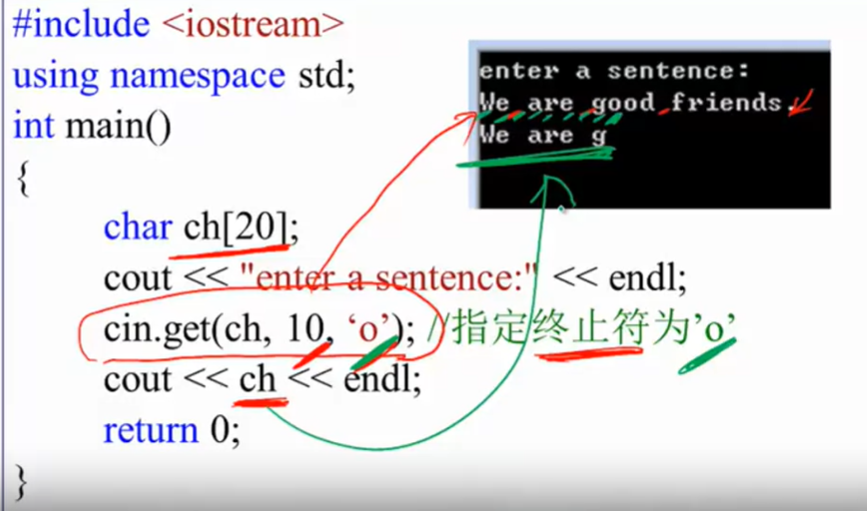 #include <iostream>
using namespace std;
int main()
{
char ch[20];
cout << "enter a sentence:" << endl;
cin.get(ch, 10, ‘o’); //指定终止符为’o’
cout << ch << endl;
return 0;
}
enter a sentence:
We are good friends.
We are g